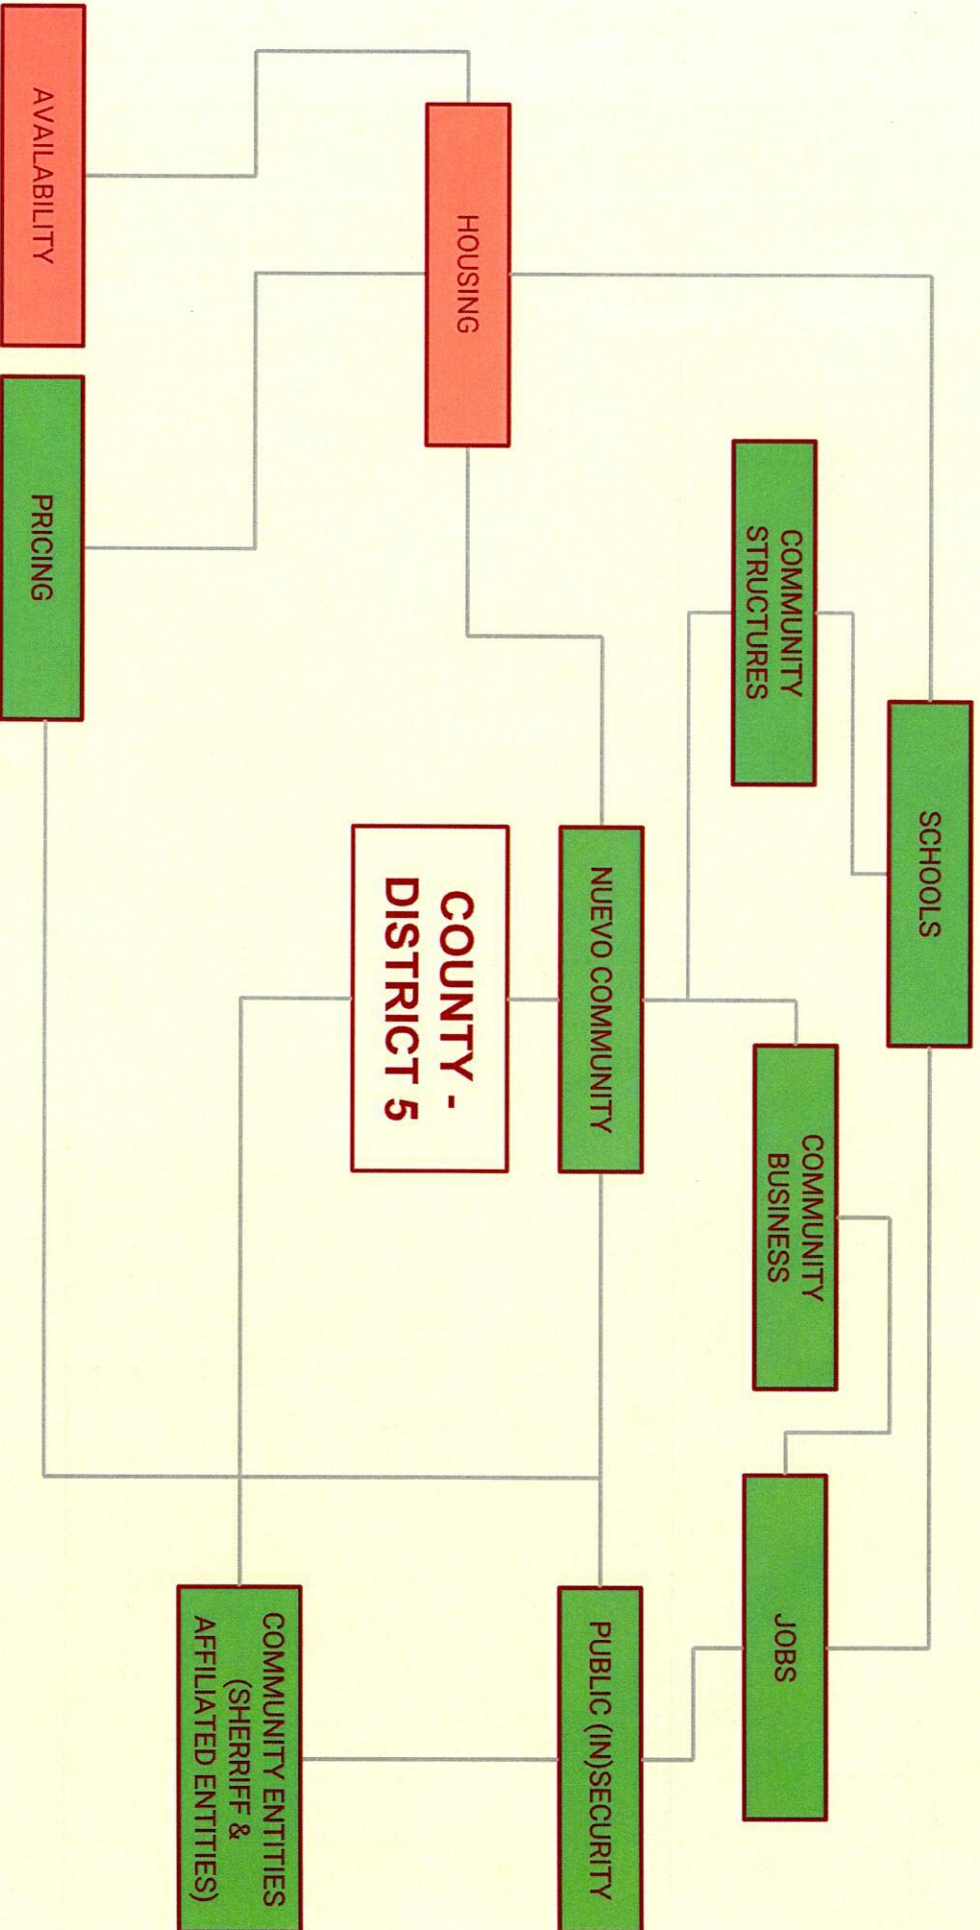 SCHOOLS
COMMUNITY
STRUCTURES
COMMUNITY
BUSINESS
JOBS
NUEVO COMMUNITY
PUBLIC (IN)SECURITY
COUNTY -
DISTRICT 5
HOUSING
COMMUNITY ENTITIES
(SHERRIFF &
AFFILIATED ENTITIES)
AVAILABILITY
PRICING